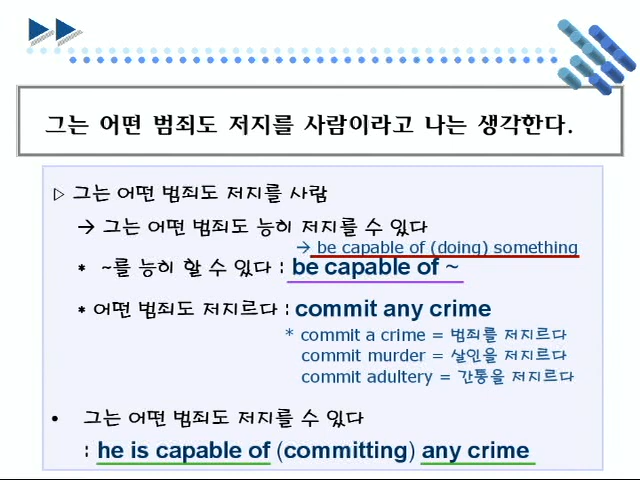 그는 어떤 범죄도 저지를 사람이라고 나는 생각한다.
▷ 그는 어떤 범죄도 저지를 사람
→ 그는 어떤 범죄도 능히 저지를 수 있다
→ be capable of (doing) something
* ~를 능히 할 수 있다 : be capable of ~
* 어떤 범죄도 저지르다 : commit any crime
* commit a crime = 범죄를 저지르다
commit murder = 살인을 저지르다
commit adultery = 간통을 저지르다
• 그는 어떤 범죄도 저지를 수 있다
: he is capable of (committing) any crime